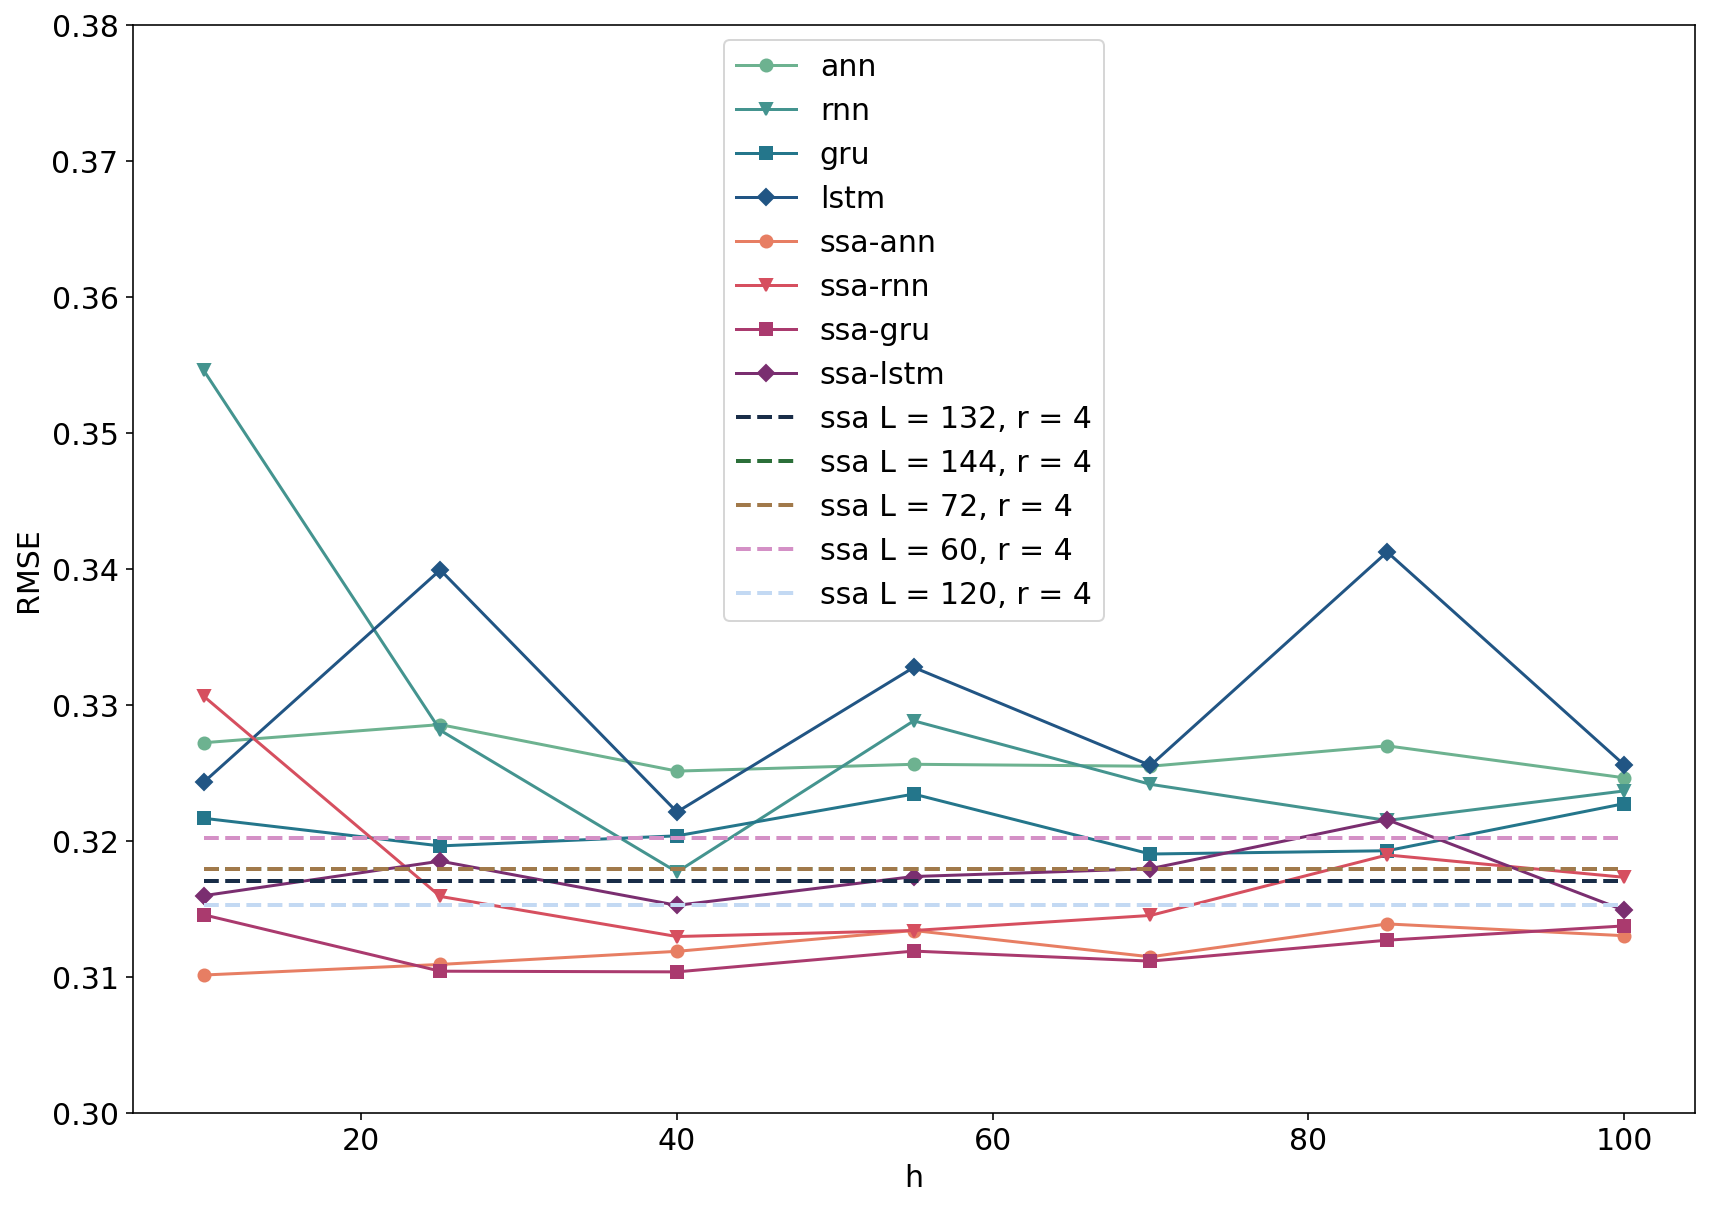 0.38
0.37
0.36
0.35
0.34
0.33
0.32
0.31
0.30
RMSE
ann
rnn
gru
lstm
ssa-ann
ssa-rnn
ssa-gru
ssa-lstm
ssa L = 132, r = 4
ssa L = 144, r = 4
ssa L = 72, r = 4
ssa L = 60, r = 4
ssa L = 120, r = 4
20 40 60 80 100
h